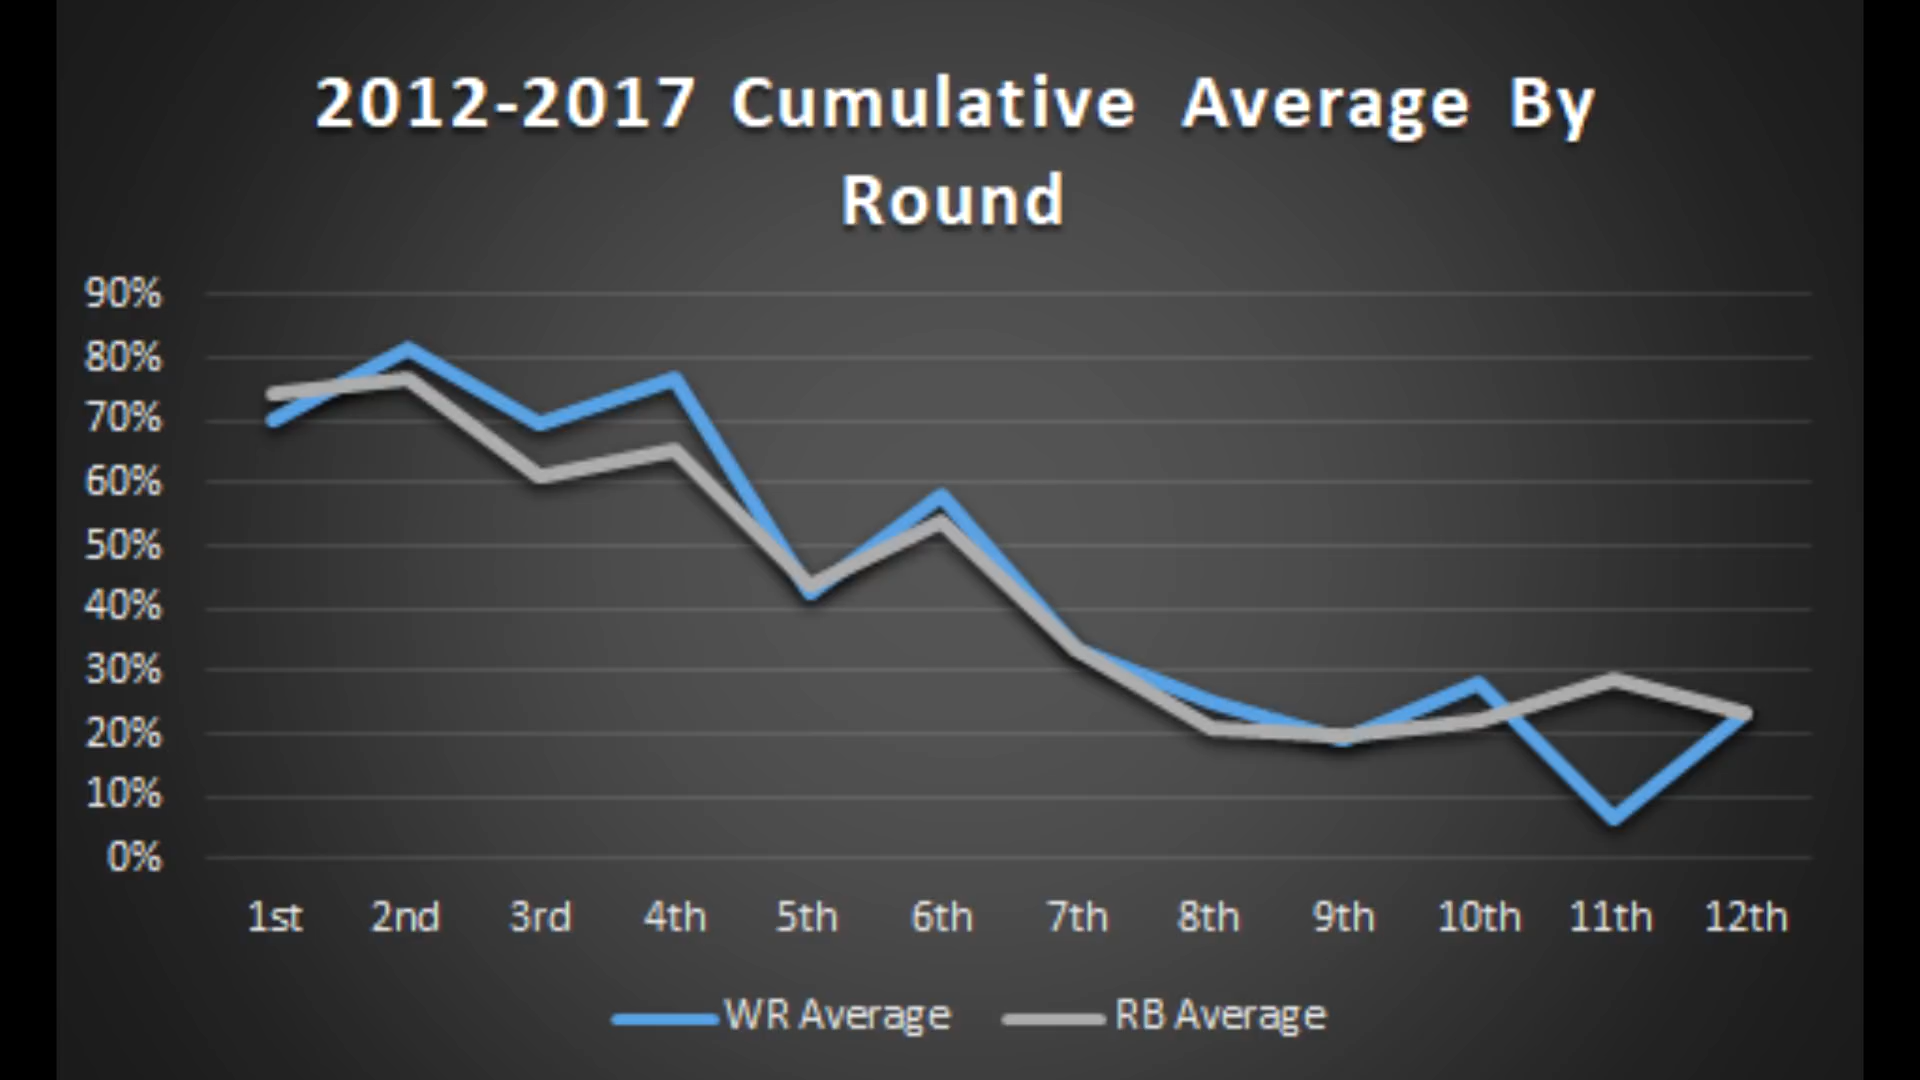 2012-2017 Cumulative Average By
Round
90%
80%
70%
60%
50%
40%
30%
20%
10%
0%
1st 2nd 3rd 4th 5th 6th 7th 8th 9th 10th 11th 12th
WR Average RB Average